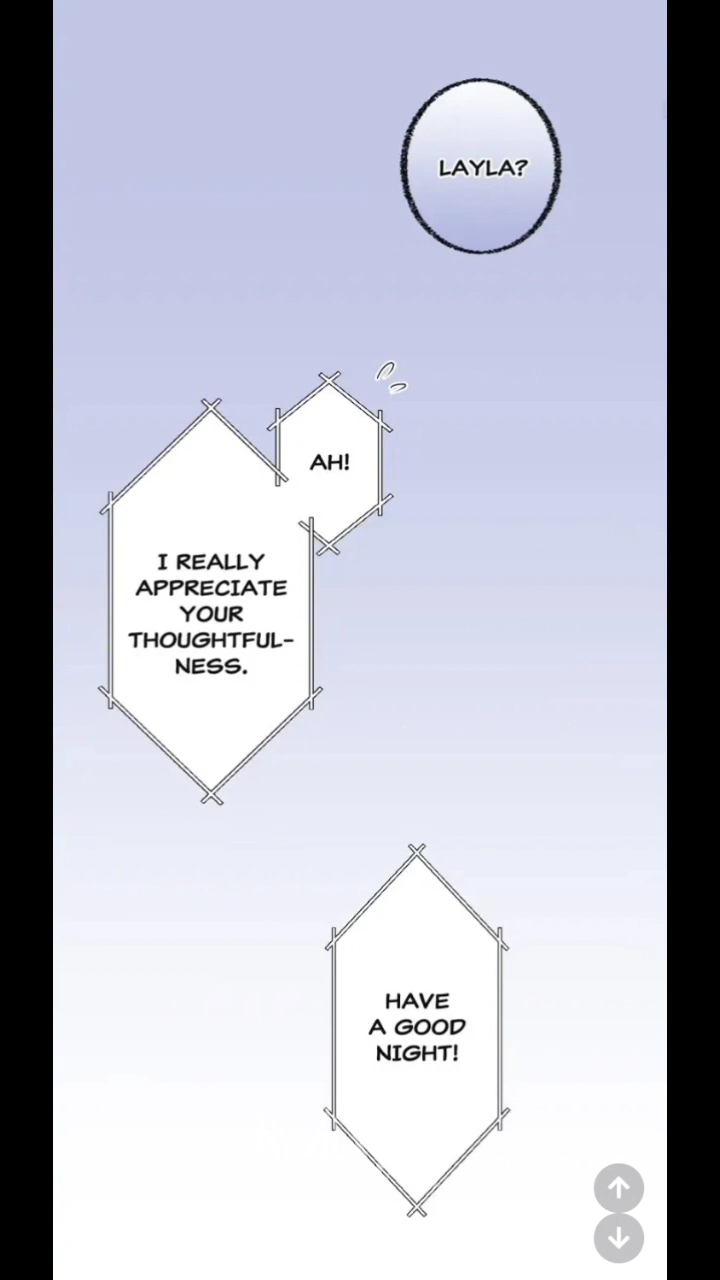 LAYLA?
AH!
I REALLY
APPRECIATE
YOUR
THOUGHTFUL-
NESS.
HAVE
A GOOD
NIGHT!